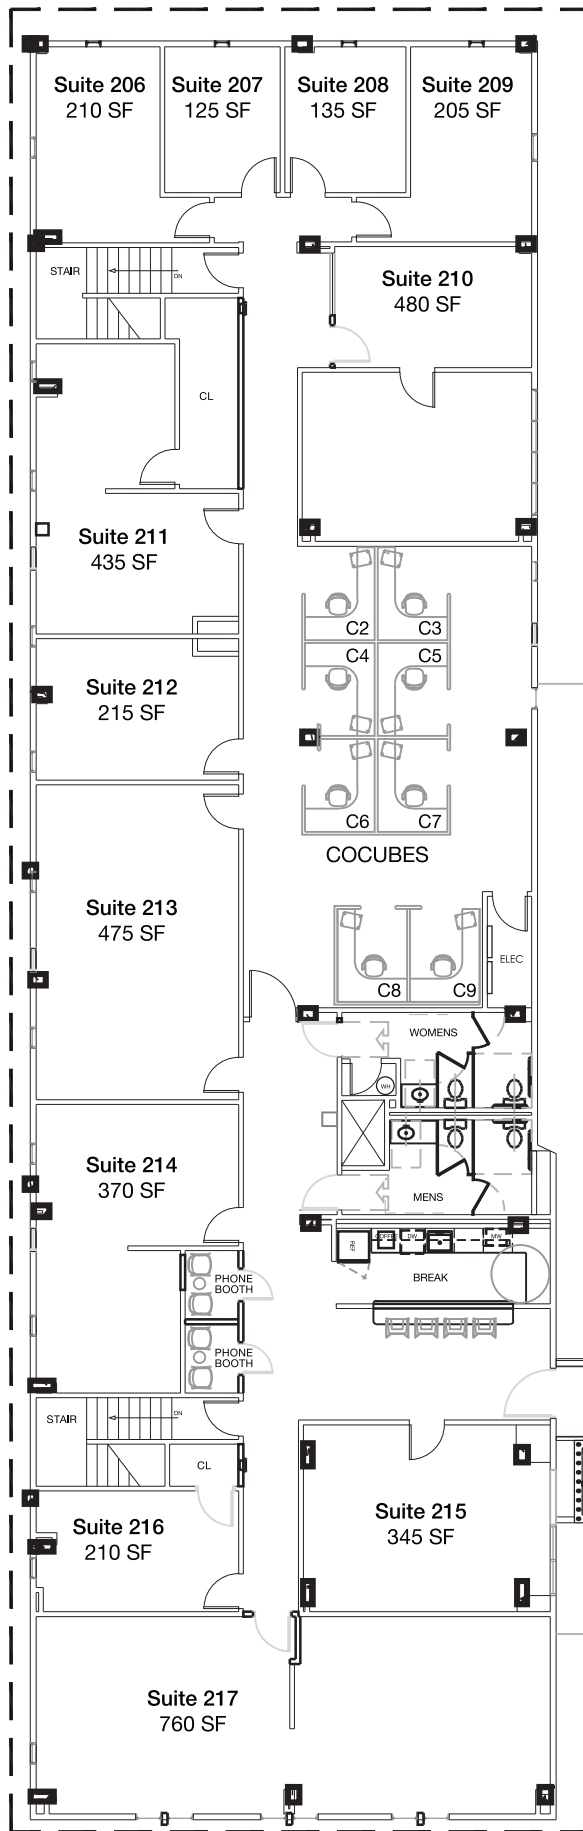 Suite 206
210 SF
Suite 207
125 SF
Suite 208
135 SF
Suite 209
205 SF
STAIR
DN
Suite 210
480 SF
CL
Suite 211
435 SF
C2
C3
C4
C5
Suite 212
215 SF
C6
C7
COCUBES
Suite 213
475 SF
ELEC
C8
C9
WOMENS
WH
Suite 214
370 SF
MENS
REF
COFFEE
DW
MW
BREAK
PHONE
BOOTH
PHONE
BOOTH
STAIR
DN
CL
Suite 215
345 SF
Suite 216
210 SF
Suite 217
760 SF